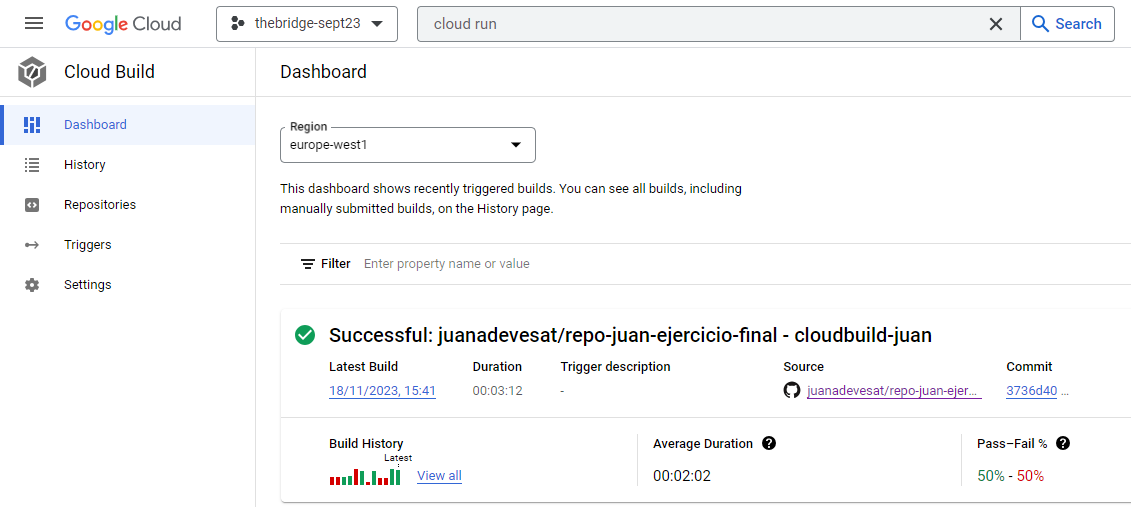 Google Cloud
thebridge-sept23
cloud run
Search
Cloud Build
Dashboard
Dashboard
History
Repositories
Triggers
Settings
Region
europe-west1
This dashboard shows recently triggered builds. You can see all builds, including
manually submitted builds, on the History page.
Filter Enter property name or value
Successful: juanadevesat/repo-juan-ejercicio-final - cloudbuild-juan
Latest Build Duration Trigger description Source Commit
18/11/2023, 15:41 00:03:12 - juanadevesat/repo-juan-ejer... 3736d40 ...
Build History Average Duration ? Pass–Fail % ?
Latest
View all 00:02:02 50% - 50%